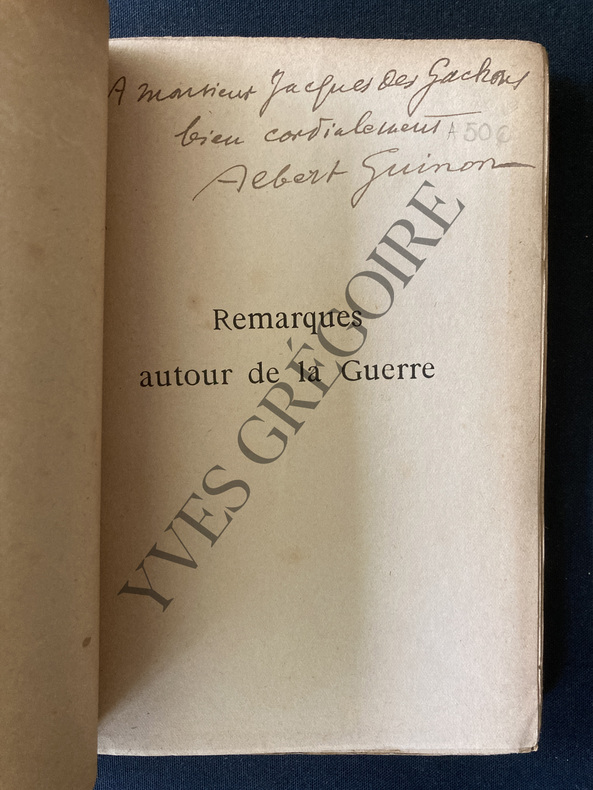 A monsieur Jacques des Gachons
bien cordialement
A 50 €
Albert Guinon
Remarques
autour de la Guerre
YVES GRÉGOIRE